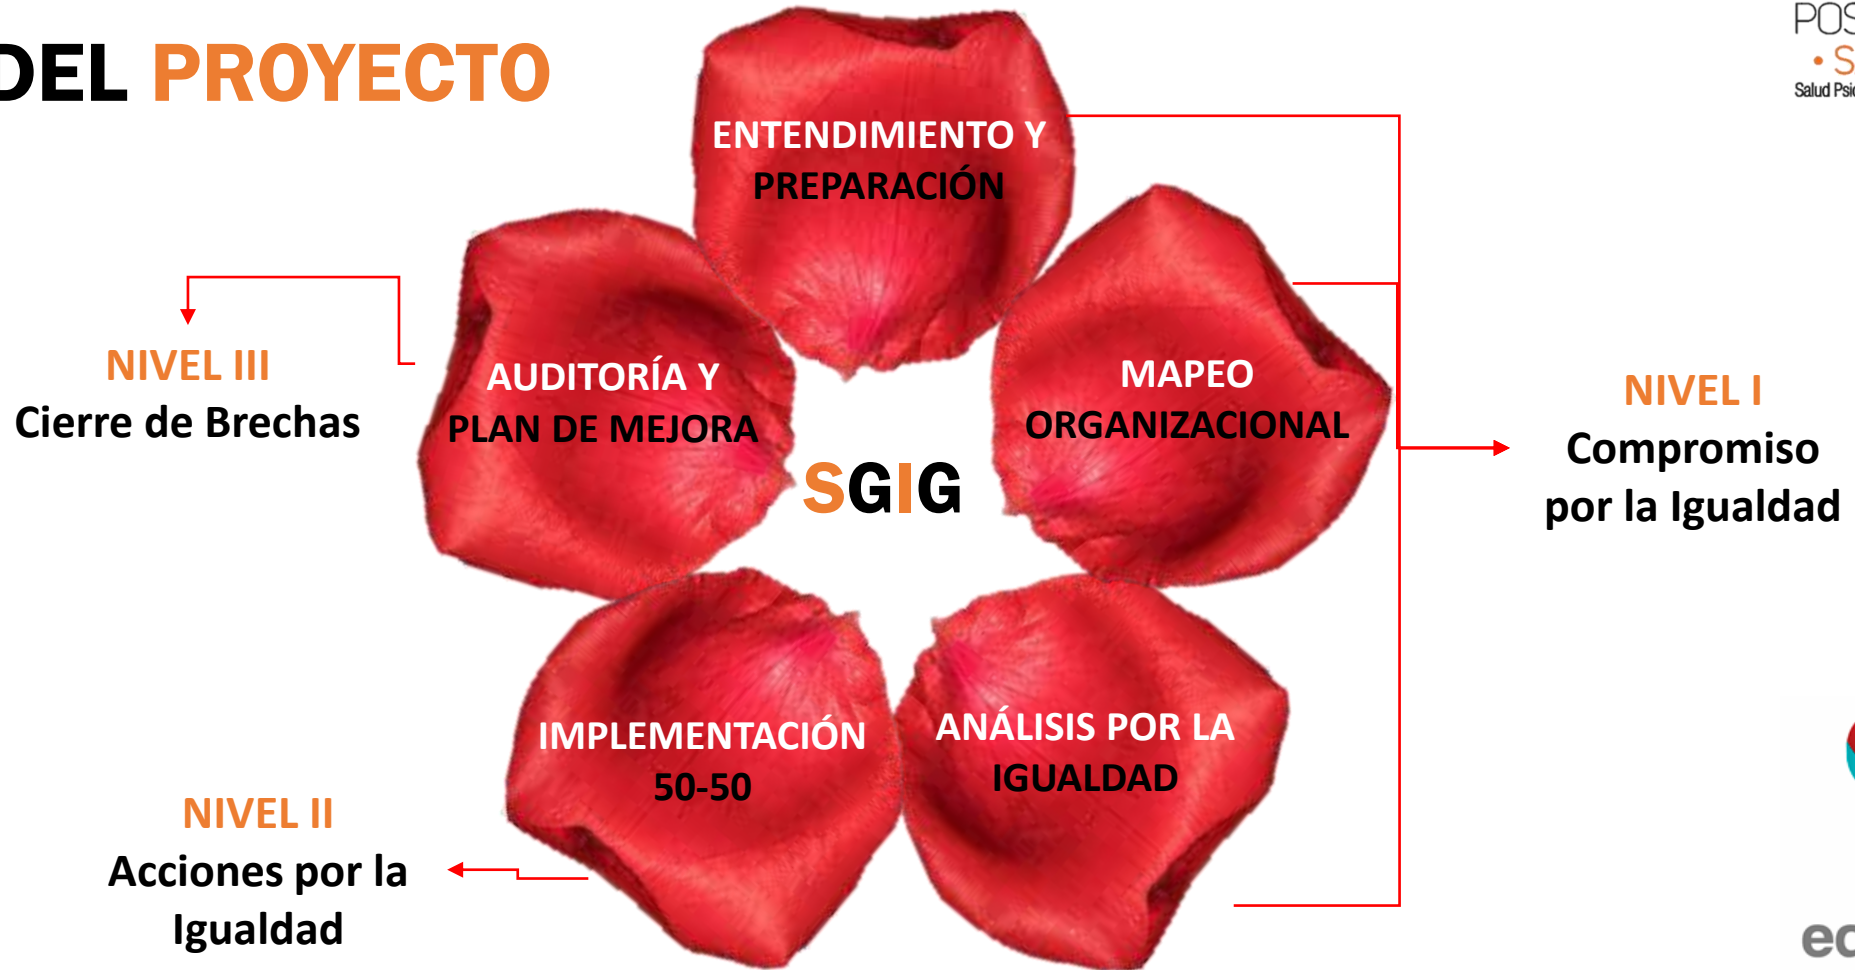 DEL PROYECTO
ENTENDIMIENTO Y
PREPARACIÓN
MAPEO
ORGANIZACIONAL
NIVEL I
Compromiso
por la Igualdad
AUDITORÍA Y
PLAN DE MEJORA
NIVEL III
Cierre de Brechas
SGIG
IMPLEMENTACIÓN
50-50
ANÁLISIS POR LA
IGUALDAD
NIVEL II
Acciones por la
Igualdad
Salud